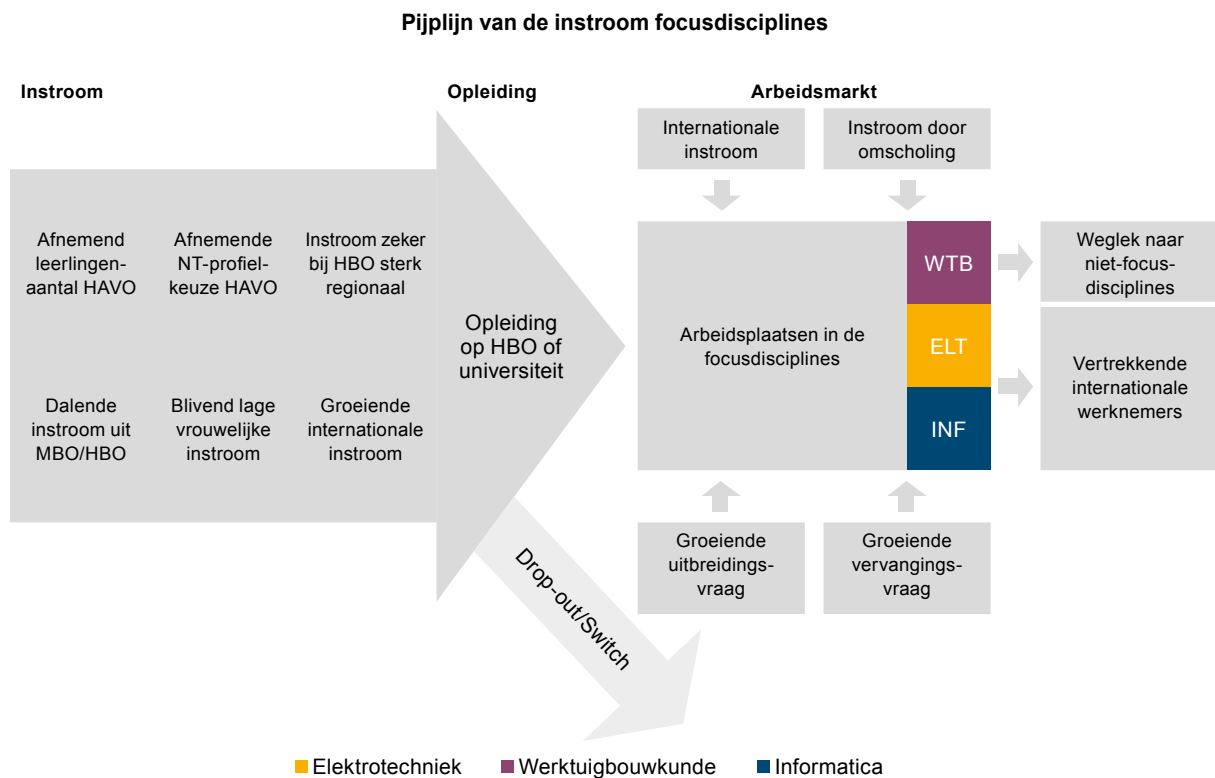 Pijplijn van de instroom focusdisciplines
Instroom
Opleiding
Arbeidsmarkt
Internationale
instroom
Instroom door
omscholing
Afnemend
leerlingen-
aantal HAVO
Afnemende
NT-profiel-
keuze HAVO
Instroom zeker
bij HBO sterk
regionaal
Dalende
instroom uit
MBO/HBO
Blivend lage
vrouwelijke
instroom
Groeiende
internationale
instroom
Opleiding
op HBO of
universiteit
Drop-out/Switch
Arbeidsplaatsen in de
focusdisciplines
WTB
ELT
INF
Weglek naar
niet-focus-
disciplines
Vertrekkende
internationale
werknemers
Groeiende
uitbreidings-
vraag
Groeiende
vervangings-
vraag
Elektrotechniek
Werktuigbouwkunde
Informatica